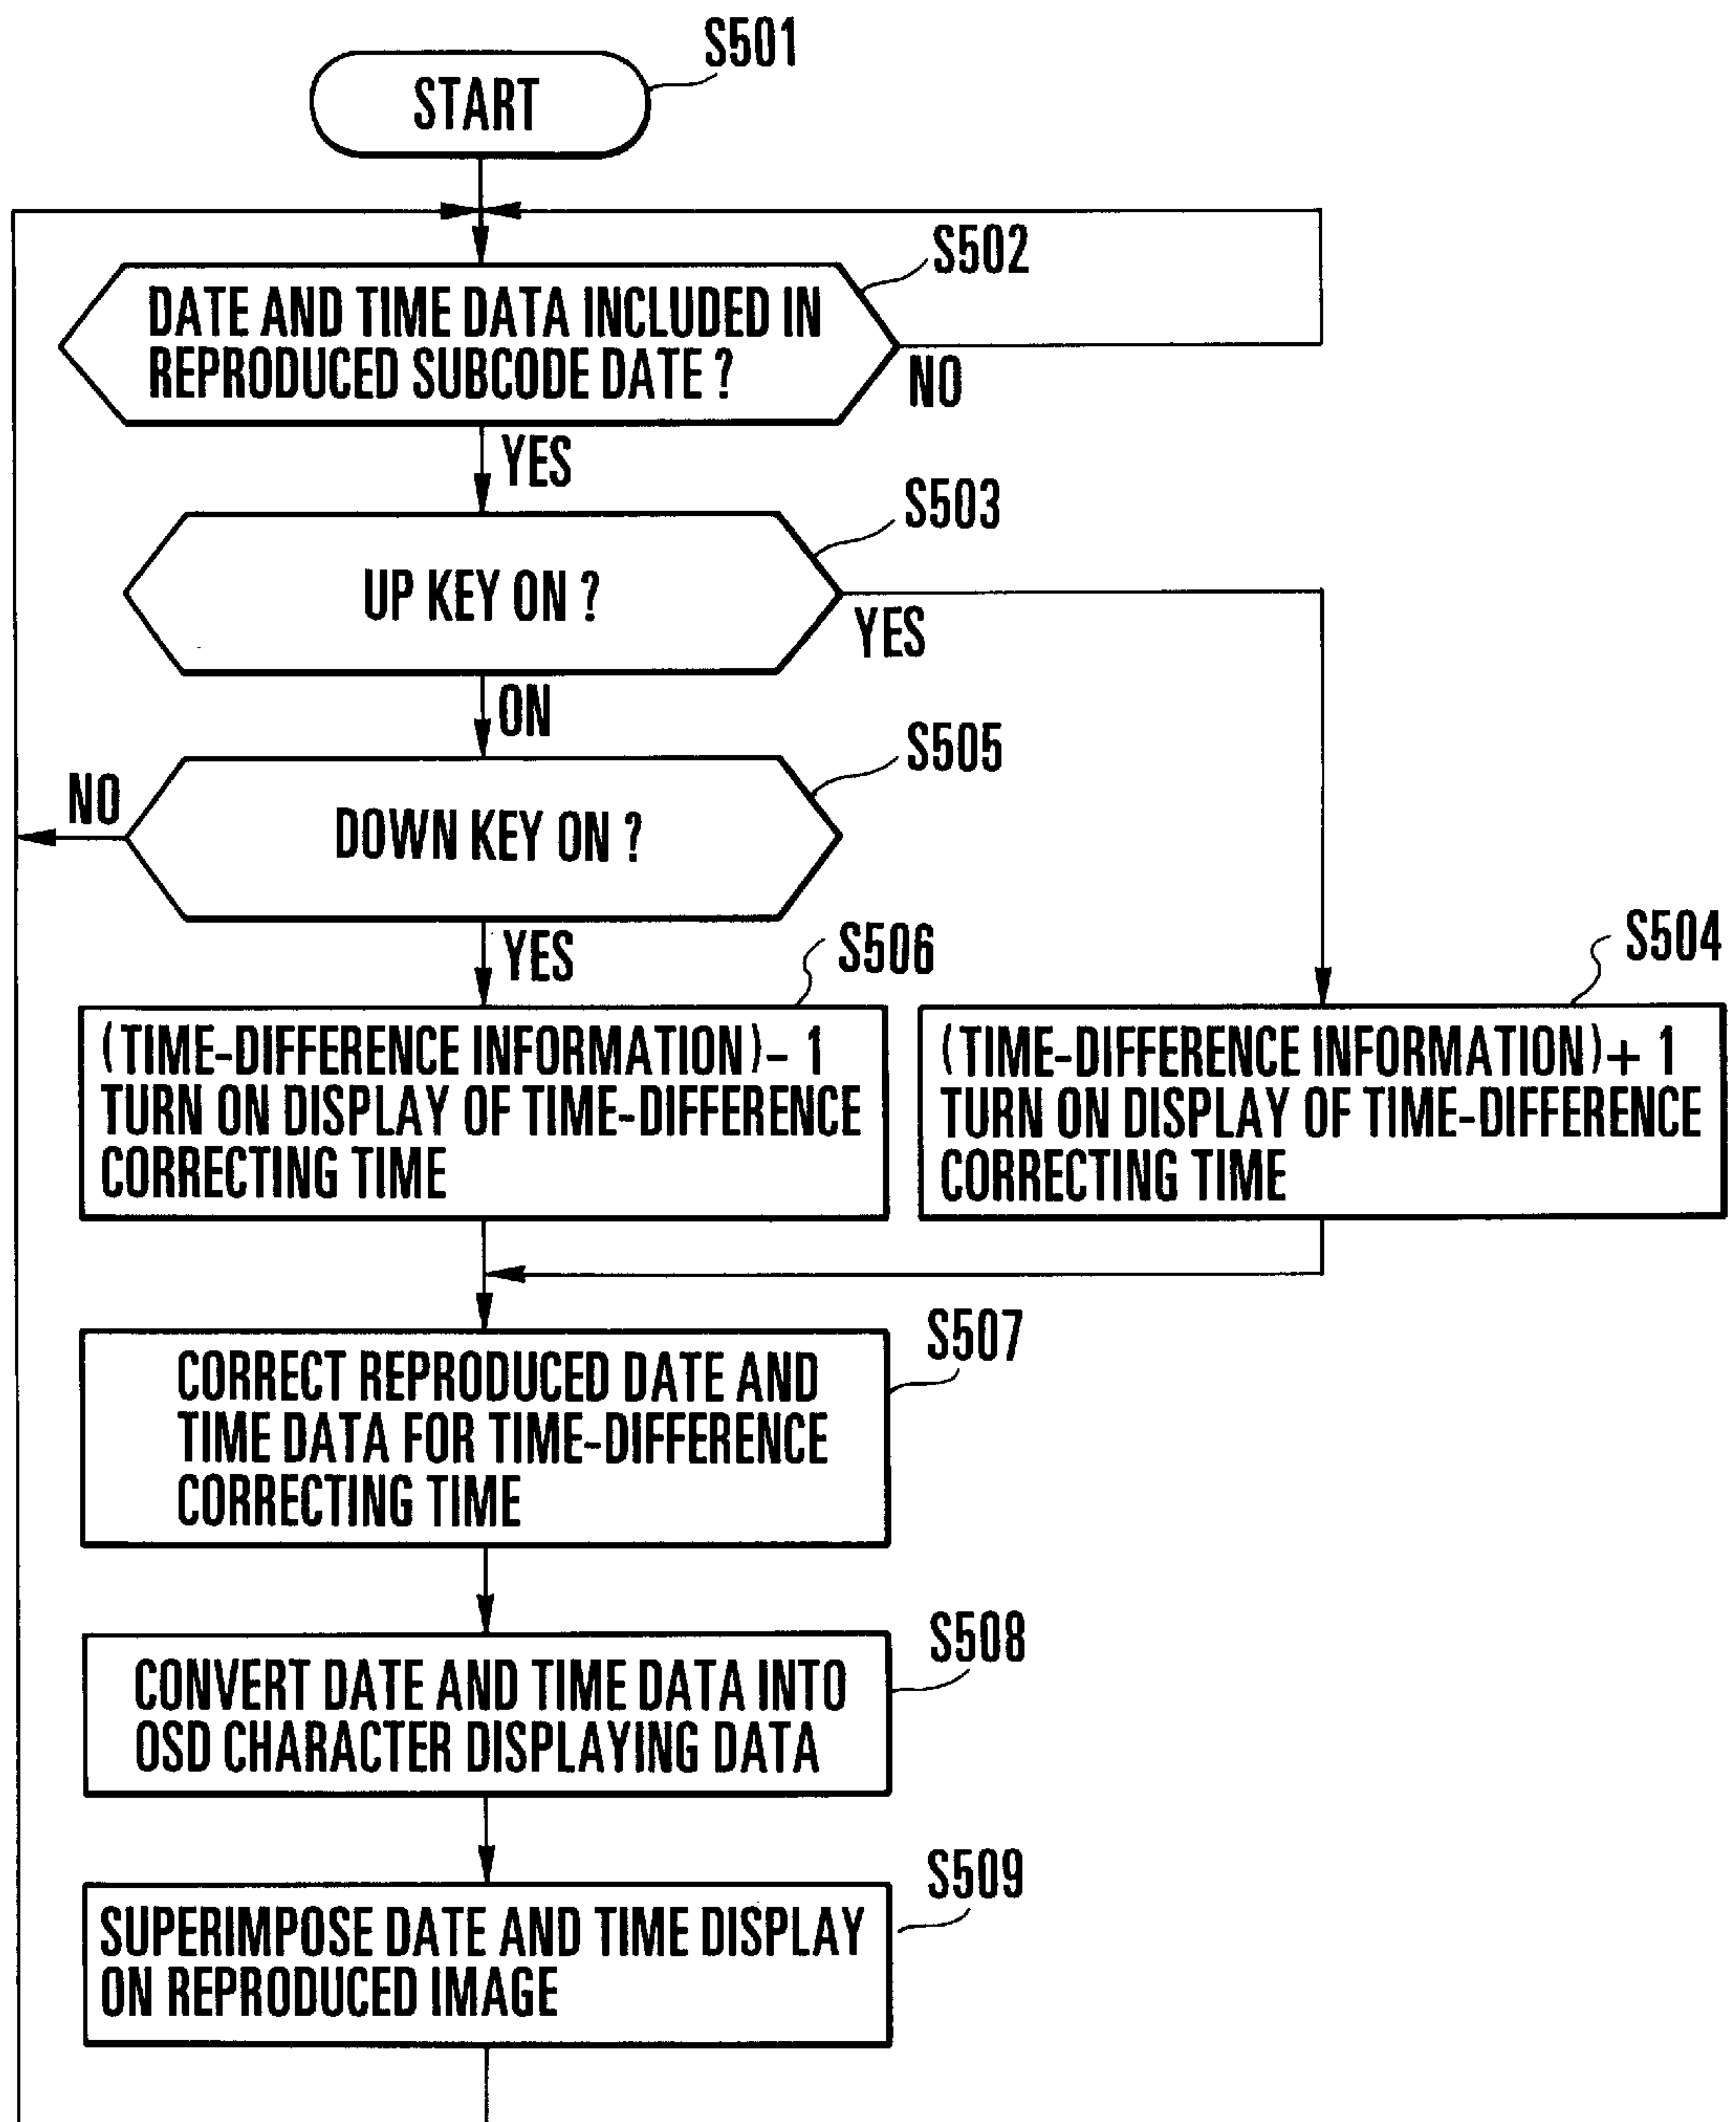 S501
START
S502
DATE AND TIME DATA INCLUDED IN
REPRODUCED SUBCODE DATE ?
NO
YES
S503
UP KEY ON ?
YES
ON
S505
NO
DOWN KEY ON ?
YES
S506
S504
(TIME-DIFFERENCE INFORMATION)- 1
TURN ON DISPLAY OF TIME-DIFFERENCE
CORRECTING TIME
(TIME-DIFFERENCE INFORMATION)+ 1
TURN ON DISPLAY OF TIME-DIFFERENCE
CORRECTING TIME
S507
CORRECT REPRODUCED DATE AND
TIME DATA FOR TIME-DIFFERENCE
CORRECTING TIME
S508
CONVERT DATE AND TIME DATA INTO
OSD CHARACTER DISPLAYING DATA
S509
SUPERIMPOSE DATE AND TIME DISPLAY
ON REPRODUCED IMAGE